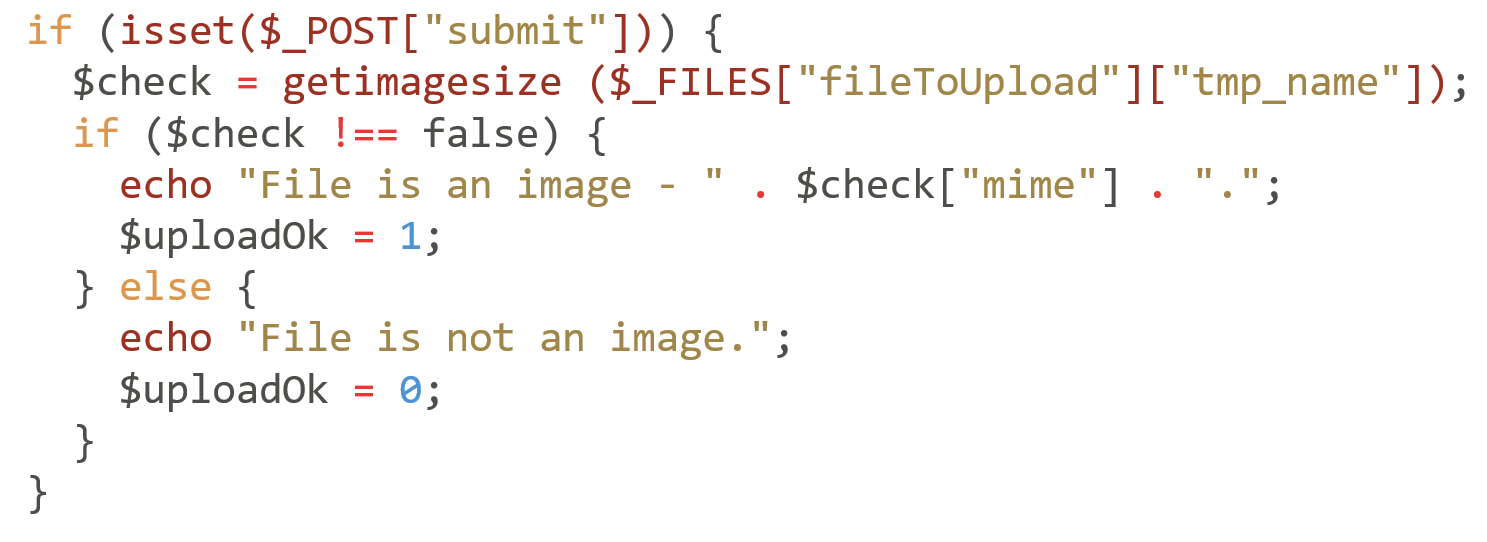 if (isset($_POST["submit"])) {
  $check = getimagesize ($_FILES["fileToUpload"]["tmp_name"]);
  if ($check !== false) {
    echo "File is an image - " . $check["mime"] . ".";
    $uploadOk = 1;
  } else {
    echo "File is not an image.";
    $uploadOk = 0;
  }
}